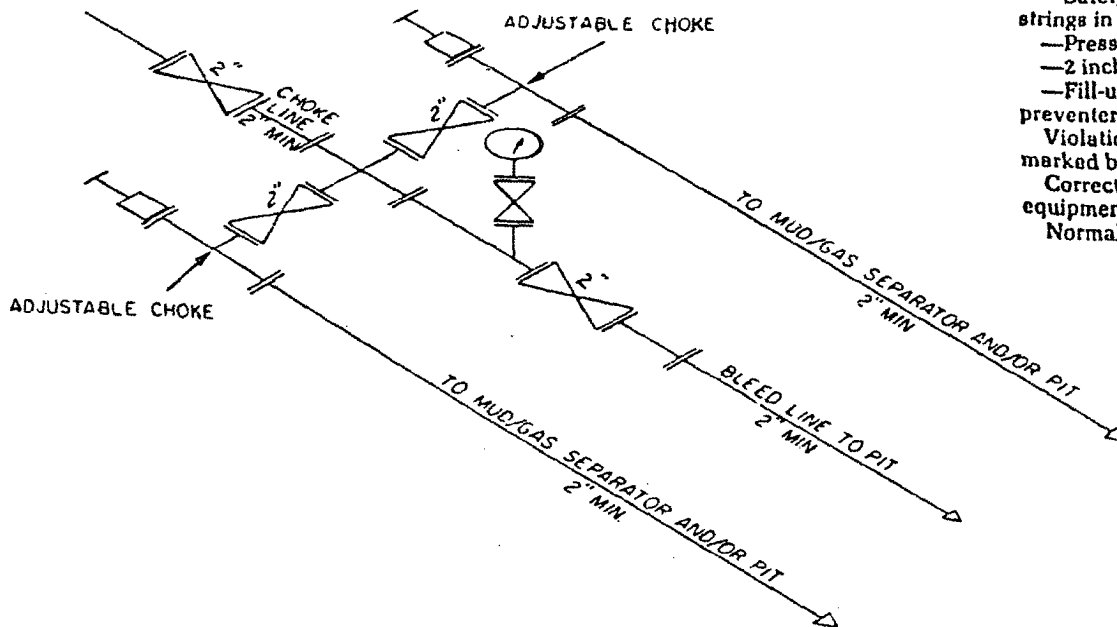 ADJUSTABLE CHOKE
2"
CHOKE
LINE
2" MIN
2"
2"
ADJUSTABLE CHOKE
2"
TO MUD/GAS SEPARATOR AND/OR PIT
2" MIN
BLEED LINE TO PIT
2" MIN
TO MUD/GAS SEPARATOR AND/OR PIT
2" MIN.
strings in
—Press
—2 inch
—Fill-u
preventer
Violatio
marked b
Correct
equipmen
Normal